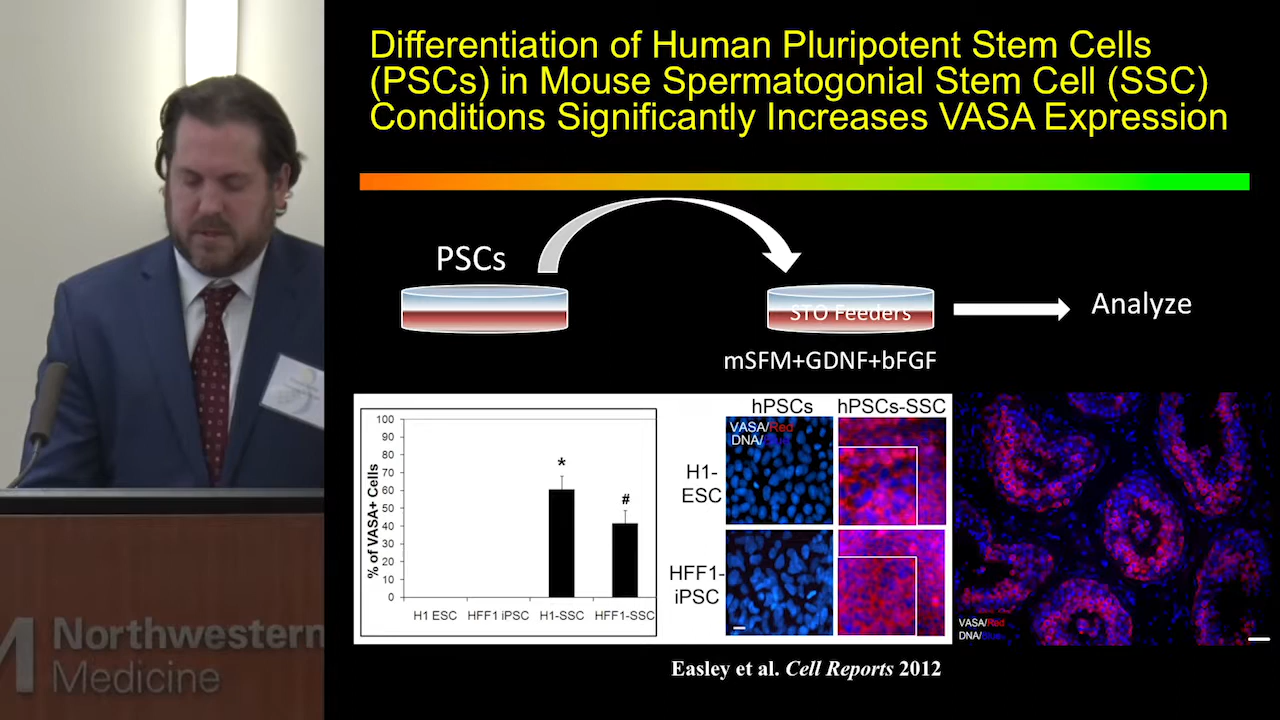 Differentiation of Human Pluripotent Stem Cells
(PSCs) in Mouse Spermatogonial Stem Cell (SSC)
Conditions Significantly Increases VASA Expression
PSCs
STO Feeders
Analyze
mSFM+GDNF+bFGF
% of VASA+ Cells
100
90
80
70
60
50
40
30
20
10
0
*
#
H1 ESC HFF1 iPSC H1-SSC HFF1-SSC
hPSCs hPSCs-SSC
VASA/Red
DNA/Blue
H1-
ESC
HFF1-
iPSC
VASA/Red
DNA/Blue
Easley et al. Cell Reports 2012
M Northwestern
Medicine